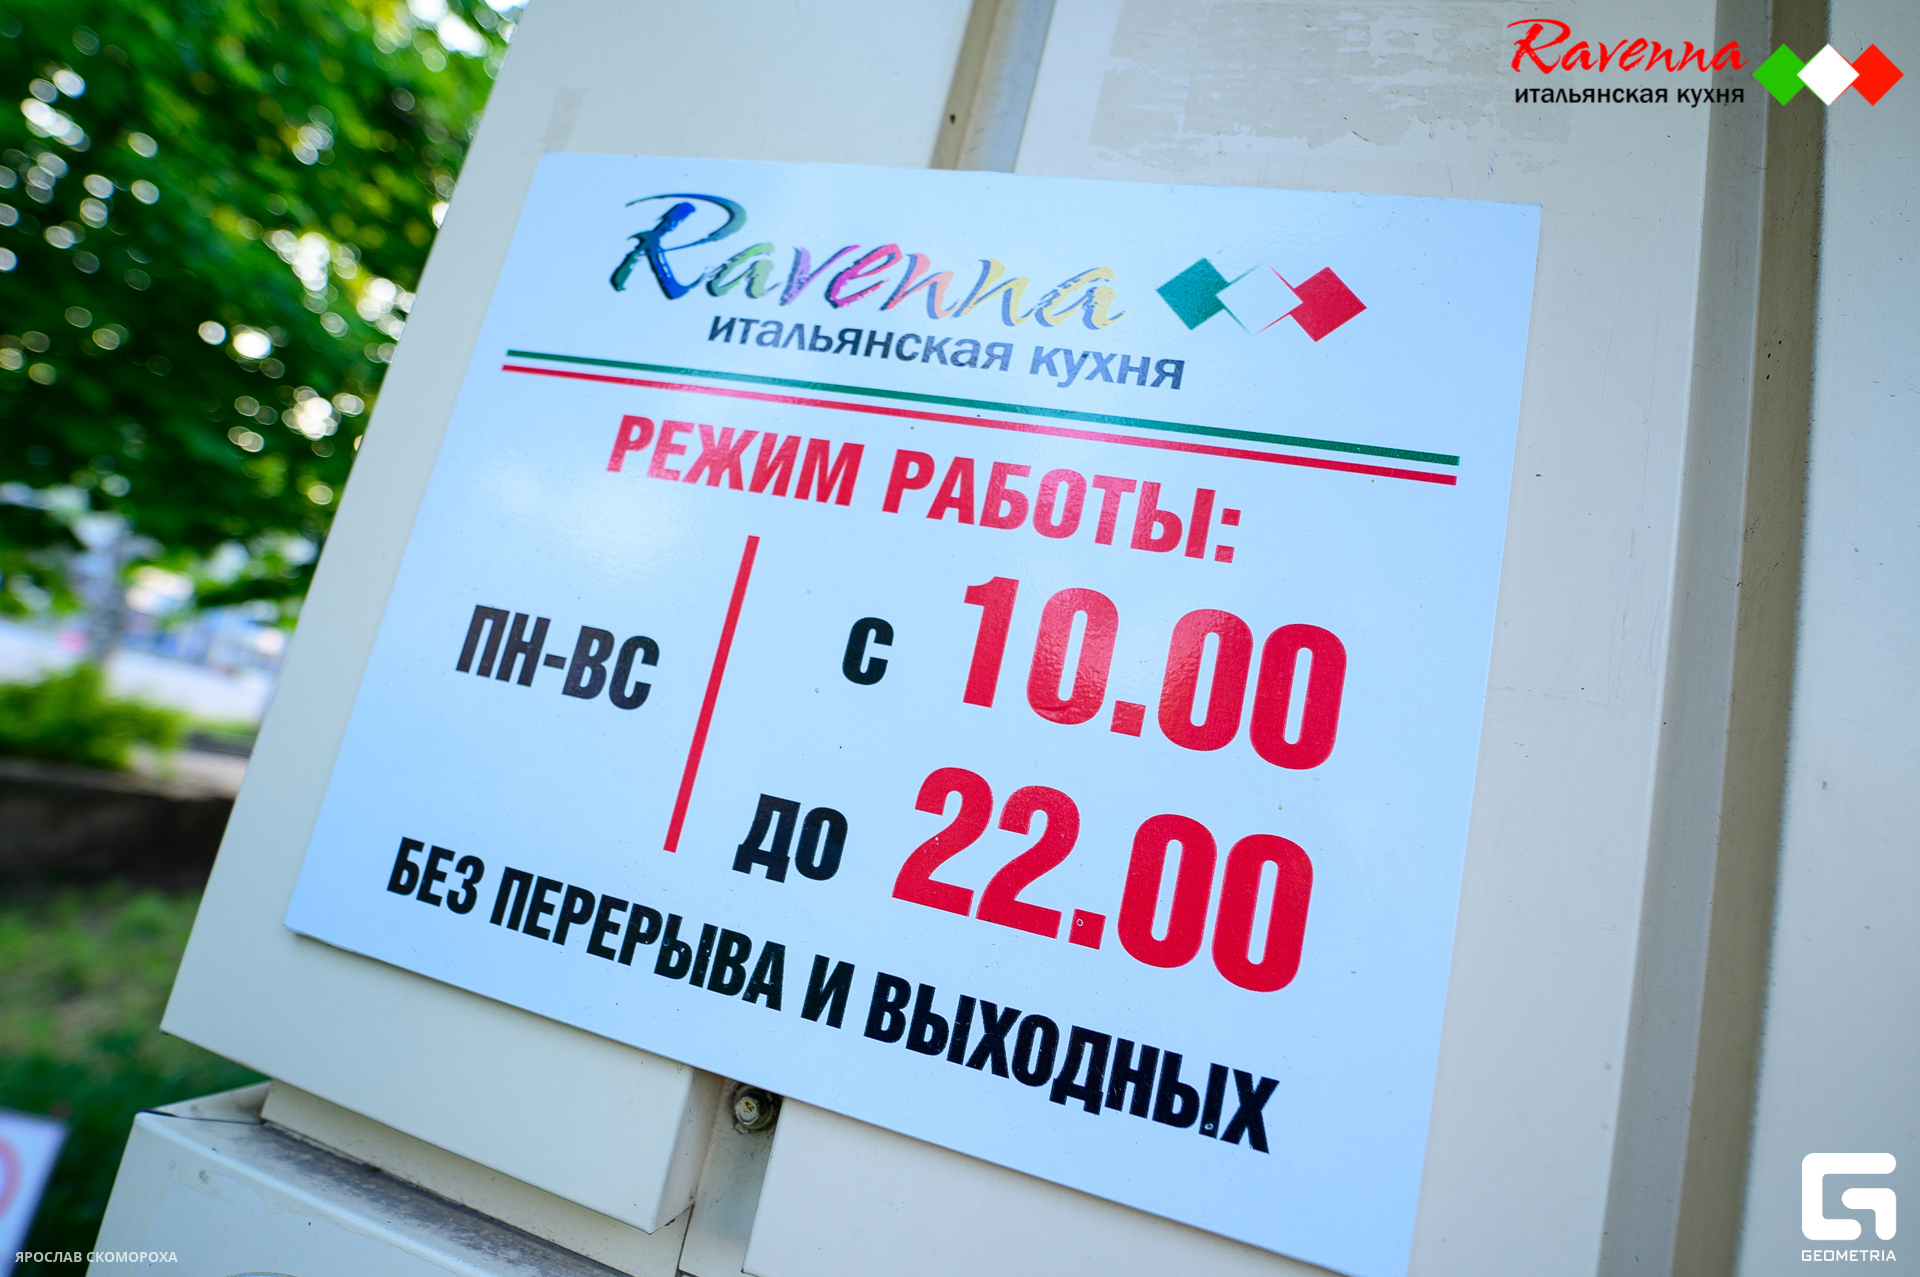 Ravenna
итальянская кухня
Ravenna
итальянская кухня
РЕЖИМ РАБОТЫ:
ПН-ВС
с 10.00
до 22.00
БЕЗ ПЕРЕРЫВА И ВЫХОДНЫХ
ЯРОСЛАВ СКОМОРОХА
GEOMETRIA